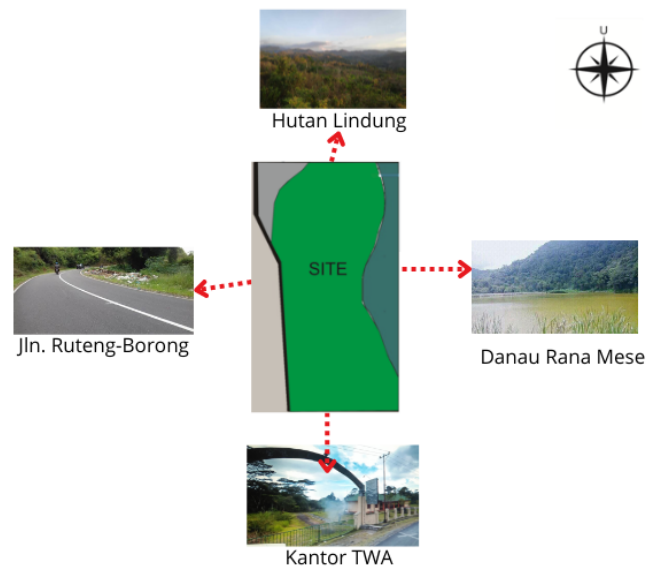 U
Hutan Lindung
SITE
Jln. Ruteng-Borong
Danau Rana Mese
Kantor TWA